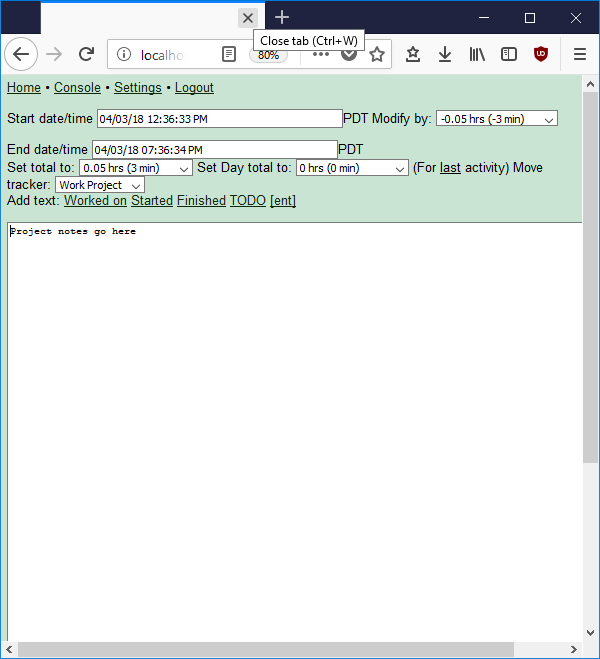 Close tab (Ctrl+W)
localho
80%
Home • Console • Settings • Logout
Start date/time 04/03/18 12:36:33 PM PDT Modify by: -0.05 hrs (-3 min)
End date/time 04/03/18 07:36:34 PM PDT
Set total to: 0.05 hrs (3 min) Set Day total to: 0 hrs (0 min) (For last activity) Move
tracker: Work Project
Add text: Worked on Started Finished TODO [ent]
Project notes go here